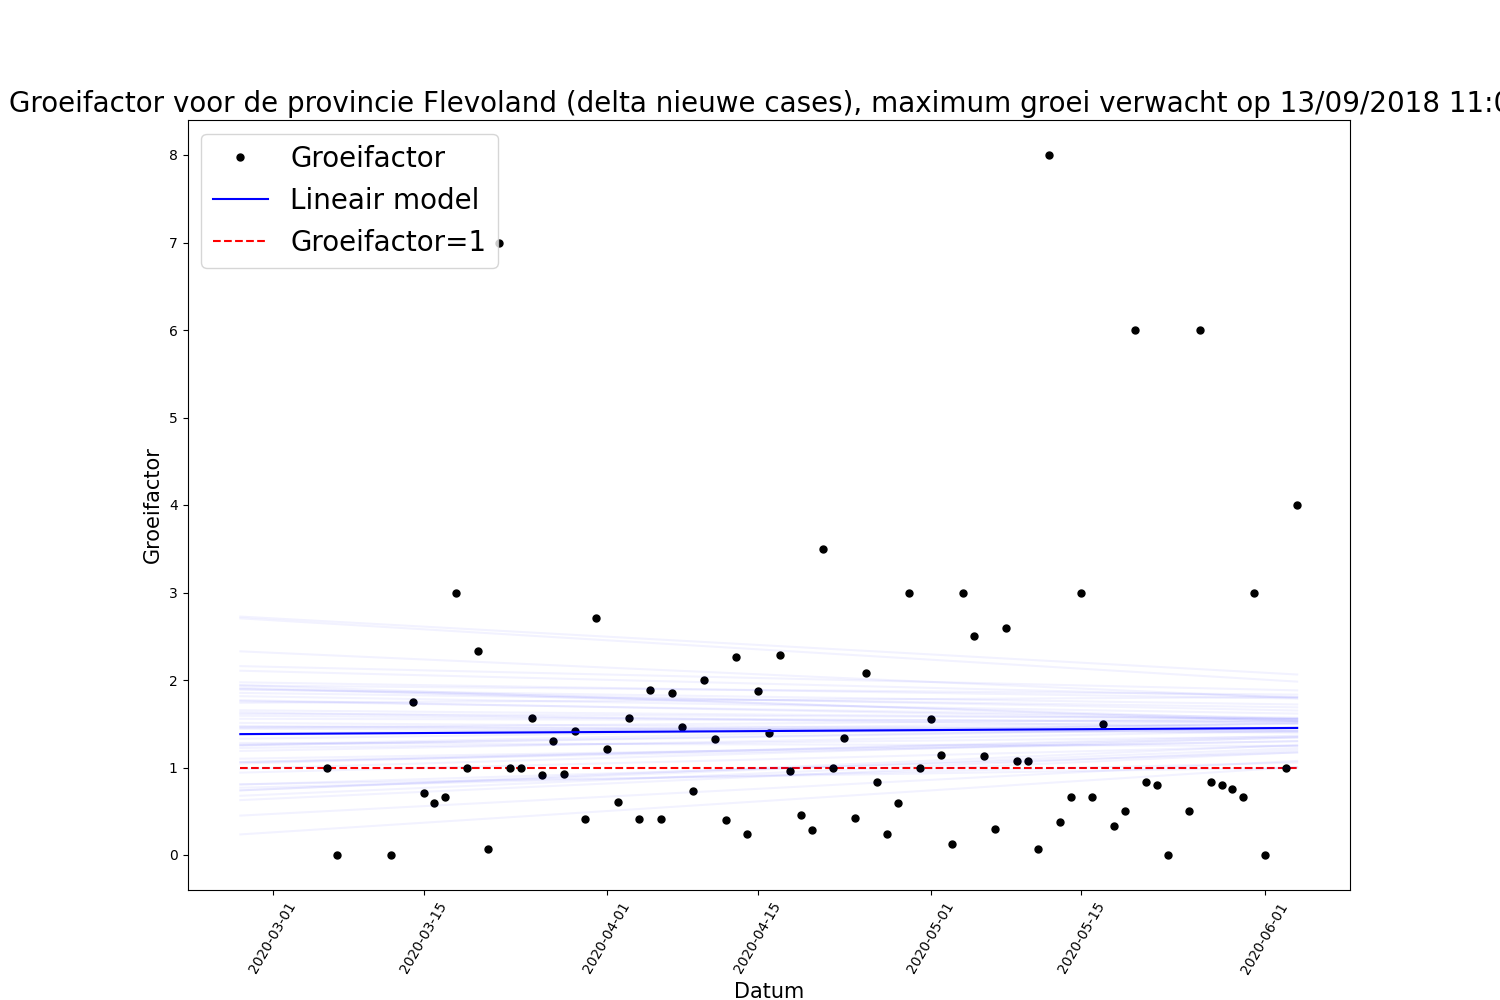 Groeifactor voor de provincie Flevoland (delta nieuwe cases), maximum groei verwacht op 13/09/2018 11:0
Groeifactor
Lineair model
Groeifactor=1
8
7
6
5
4
3
2
1
0
Groeifactor
2020-03-01
2020-03-15
2020-04-01
2020-04-15
2020-05-01
2020-05-15
2020-06-01
Datum